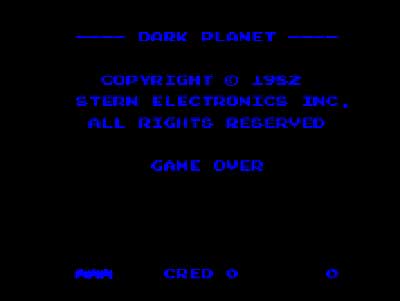 ---- DARK PLANET ----
COPYRIGHT © 1982
STERN ELECTRONICS INC.
ALL RIGHTS RESERVED
GAME OVER
CRED 0 0